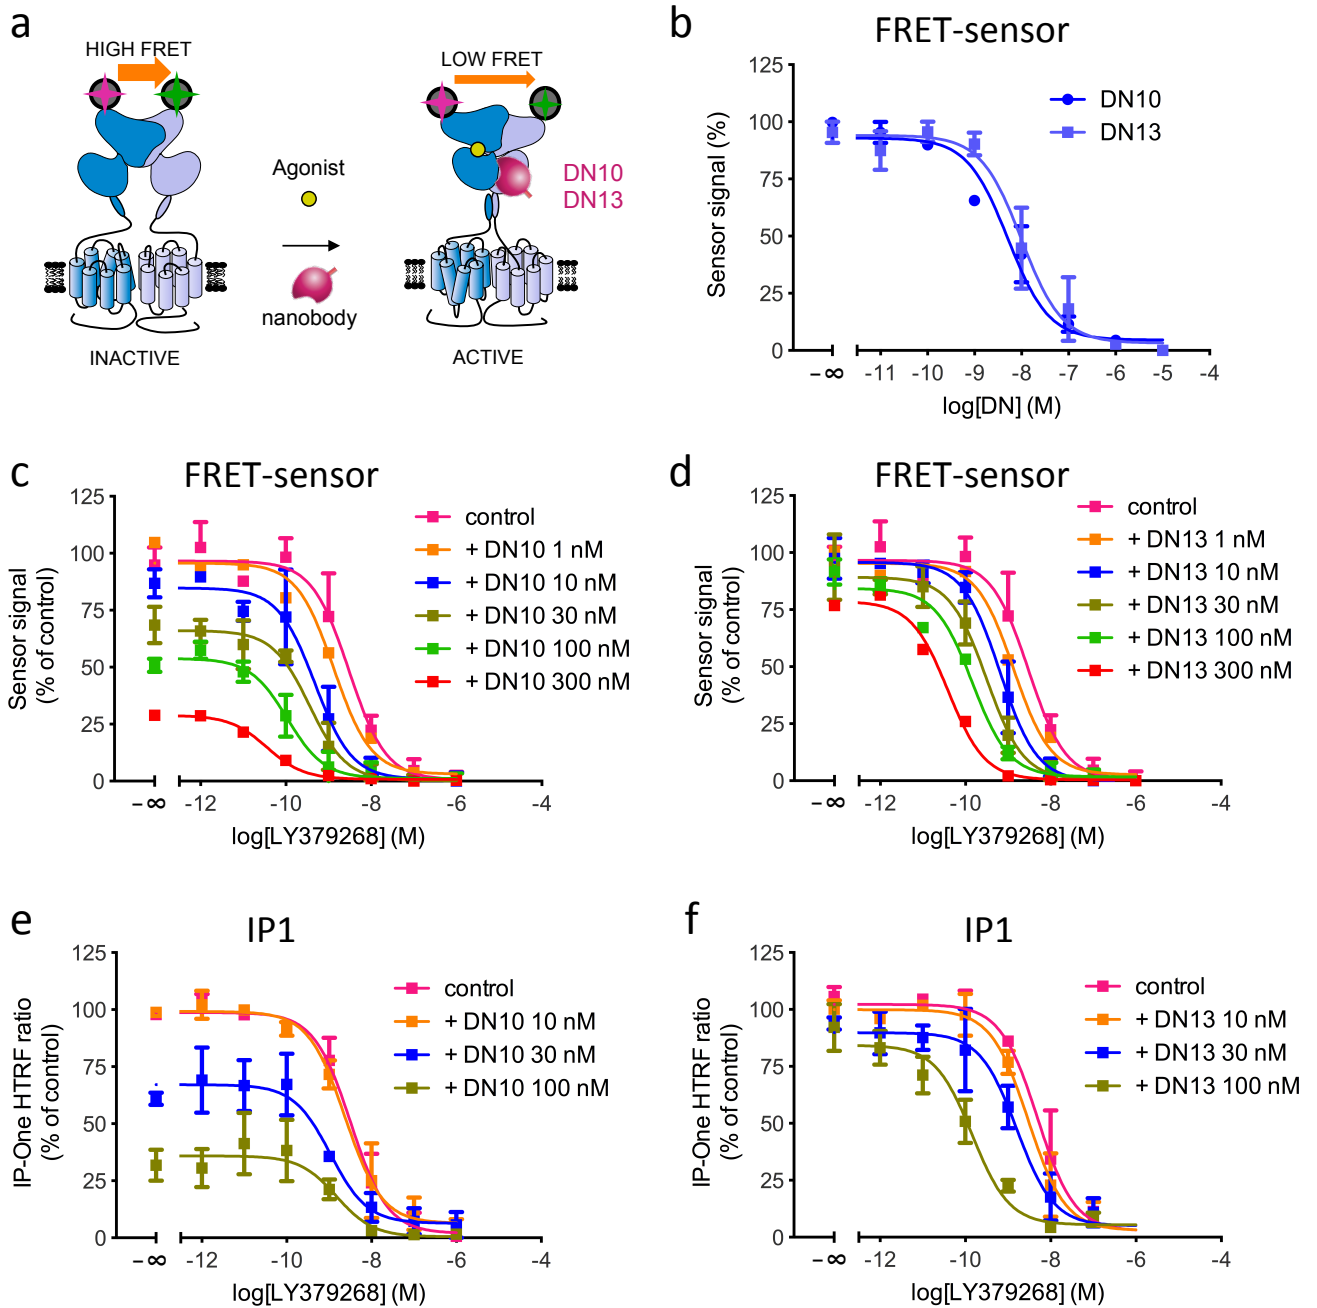 a
HIGH FRET
LOW FRET
Agonist
DN10
DN13
nanobody
INACTIVE
ACTIVE
b
FRET-sensor
125
100
75
50
25
0
Sensor signal (%)
DN10
DN13
-∞
-11
-10
-9
-8
-7
-6
-5
-4
log[DN] (M)
c
FRET-sensor
125
100
75
50
25
0
Sensor signal
(% of control)
control
+ DN10 1 nM
+ DN10 10 nM
+ DN10 30 nM
+ DN10 100 nM
+ DN10 300 nM
-∞
-12
-10
-8
-6
-4
log[LY379268] (M)
d
FRET-sensor
125
100
75
50
25
0
Sensor signal
(% of control)
control
+ DN13 1 nM
+ DN13 10 nM
+ DN13 30 nM
+ DN13 100 nM
+ DN13 300 nM
-∞
-12
-10
-8
-6
-4
log[LY379268] (M)
e
IP1
125
100
75
50
25
0
IP-One HTRF ratio
(% of control)
control
+ DN10 10 nM
+ DN10 30 nM
+ DN10 100 nM
-∞
-12
-10
-8
-6
-4
log[LY379268] (M)
f
IP1
125
100
75
50
25
0
IP-One HTRF ratio
(% of control)
control
+ DN13 10 nM
+ DN13 30 nM
+ DN13 100 nM
-∞
-12
-10
-8
-6
-4
log[LY379268] (M)